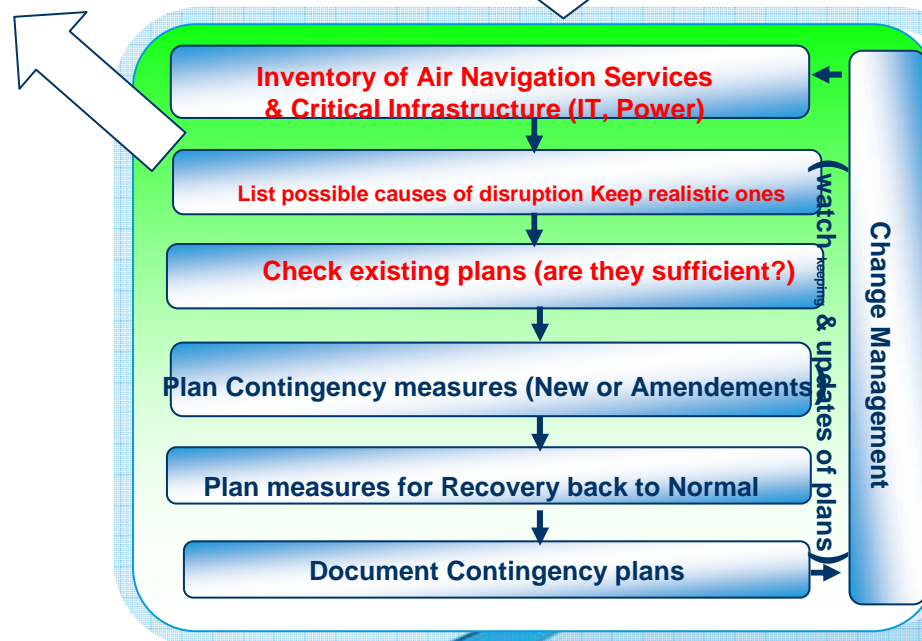 Inventory of Air Navigation Services
& Critical Infrastructure (IT, Power)
List possible causes of disruption Keep realistic ones
Check existing plans (are they sufficient?)
Plan Contingency measures (New or Amendements)
Plan measures for Recovery back to Normal
Document Contingency plans
(watch keeping & updates of plans)
Change Management